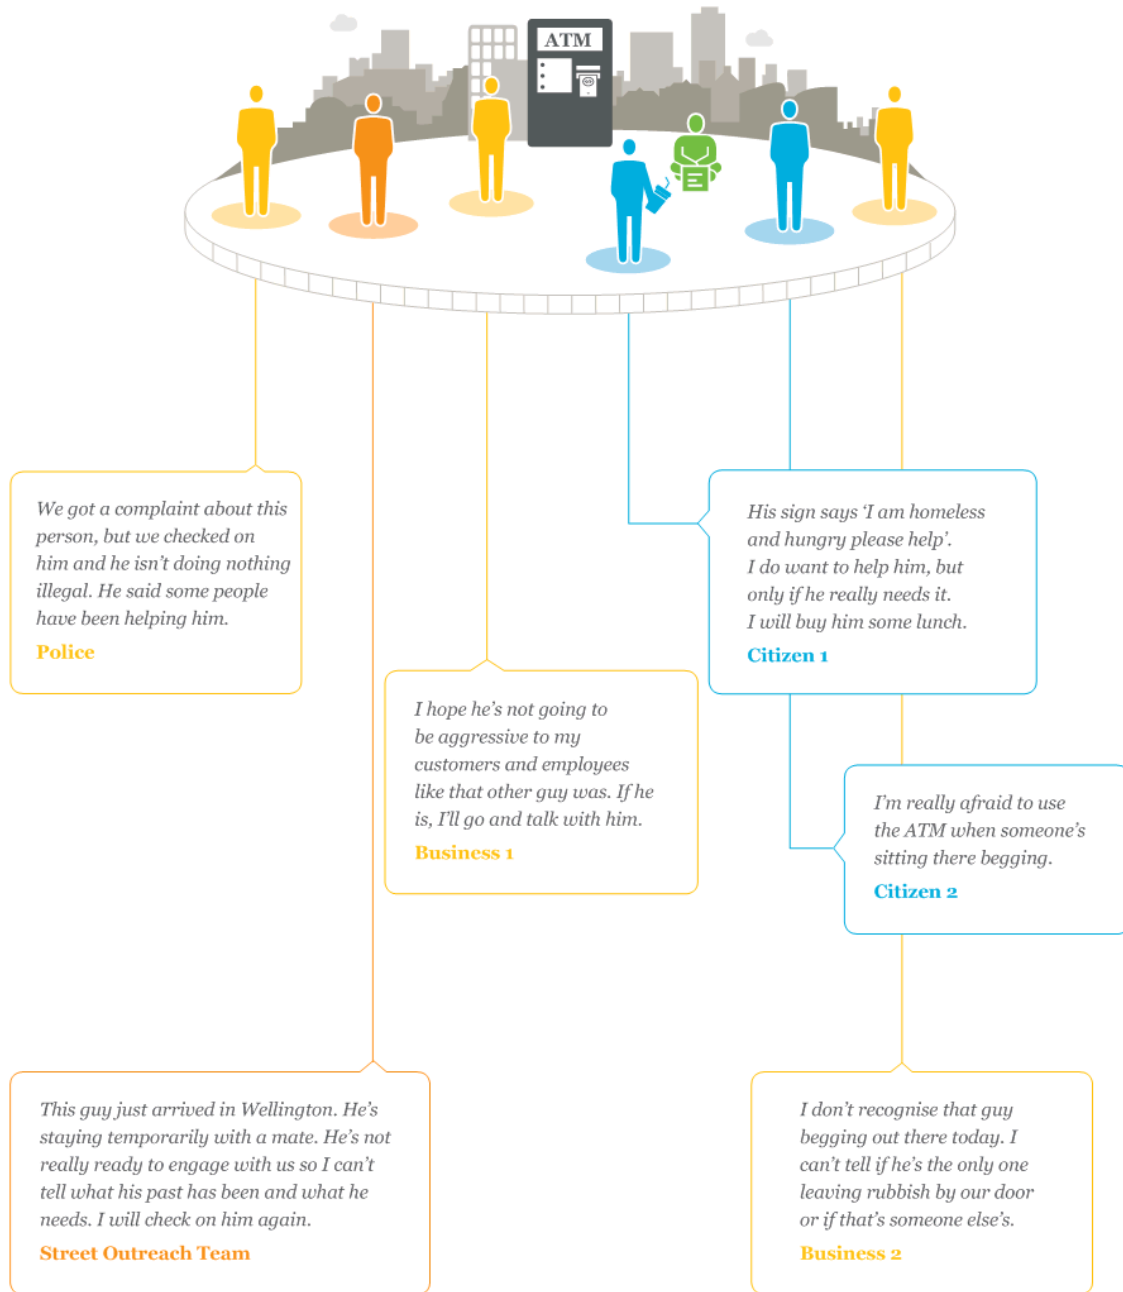 ATM
We got a complaint about this
person, but we checked on
him and he isn't doing nothing
illegal. He said some people
have been helping him.
Police
His sign says ‘I am homeless
and hungry please help’.
I do want to help him, but
only if he really needs it.
I will buy him some lunch.
Citizen 1
I hope he’s not going to
be aggressive to my
customers and employees
like that other guy was. If he
is, I’ll go and talk with him.
Business 1
I’m really afraid to use
the ATM when someone’s
sitting there begging.
Citizen 2
This guy just arrived in Wellington. He’s
staying temporarily with a mate. He’s not
really ready to engage with us so I can’t
tell what his past has been and what he
needs. I will check on him again.
Street Outreach Team
I don’t recognise that guy
begging out there today. I
can’t tell if he’s the only one
leaving rubbish by our door
or if that’s someone else’s.
Business 2